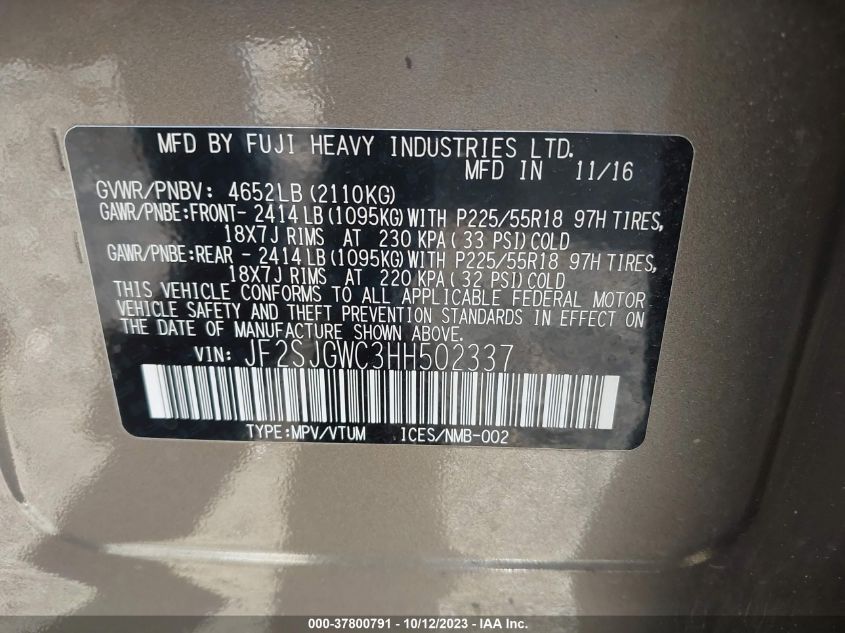 MFD BY FUJI HEAVY INDUSTRIES LTD.
MFD IN 11/16
GVWR/PNBV: 4652LB (2110KG)
GAWR/PNBE:FRONT- 2414 LB (1095KG) WITH P225/55R18 97H TIRES,
18X7J RIMS AT 230 KPA ( 33 PSI) COLD
GAWR/PNBE:REAR - 2414 LB (1095KG) WITH P225/55R18 97H TIRES,
18X7J RIMS AT 220 KPA ( 32 PSI) COLD
THIS VEHICLE CONFORMS TO ALL APPLICABLE FEDERAL MOTOR
VEHICLE SAFETY AND THEFT PREVENTION STANDARDS IN EFFECT ON
THE DATE OF MANUFACTURE SHOWN ABOVE.
VIN: JF2SJGWC3HH502337
TYPE:MPV/VTUM ICES/NMB-002
000-37800791 - 10/12/2023 - IAA Inc.